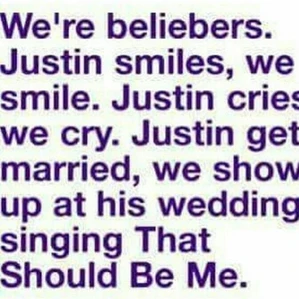 We're beliebers.
Justin smiles, we
smile. Justin cries
we cry. Justin get
married, we show
up at his wedding
singing That
Should Be Me.